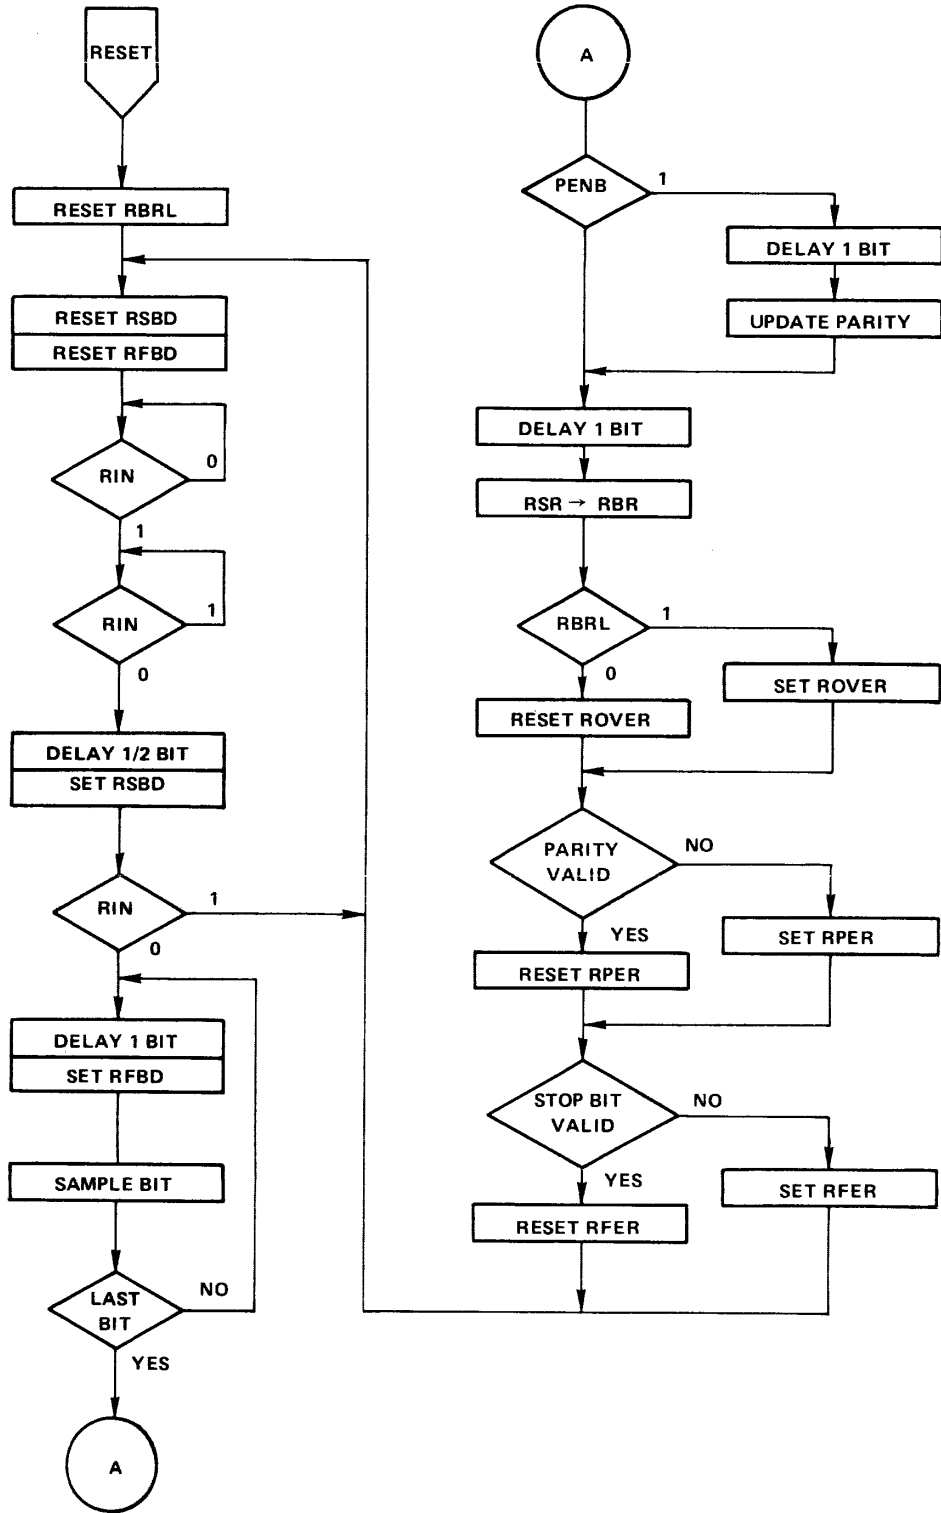 RESET
RESET RBRL
RESET RSBD
RESET RFBD
RIN
0
1
RIN
1
0
DELAY 1/2 BIT
SET RSBD
RIN
1
0
DELAY 1 BIT
SET RFBD
SAMPLE BIT
LAST
BIT
NO
YES
A
A
PENB
1
DELAY 1 BIT
UPDATE PARITY
DELAY 1 BIT
RSR → RBR
RBRL
1
0
SET ROVER
RESET ROVER
PARITY
VALID
NO
YES
SET RPER
RESET RPER
STOP BIT
VALID
NO
YES
SET RFER
RESET RFER